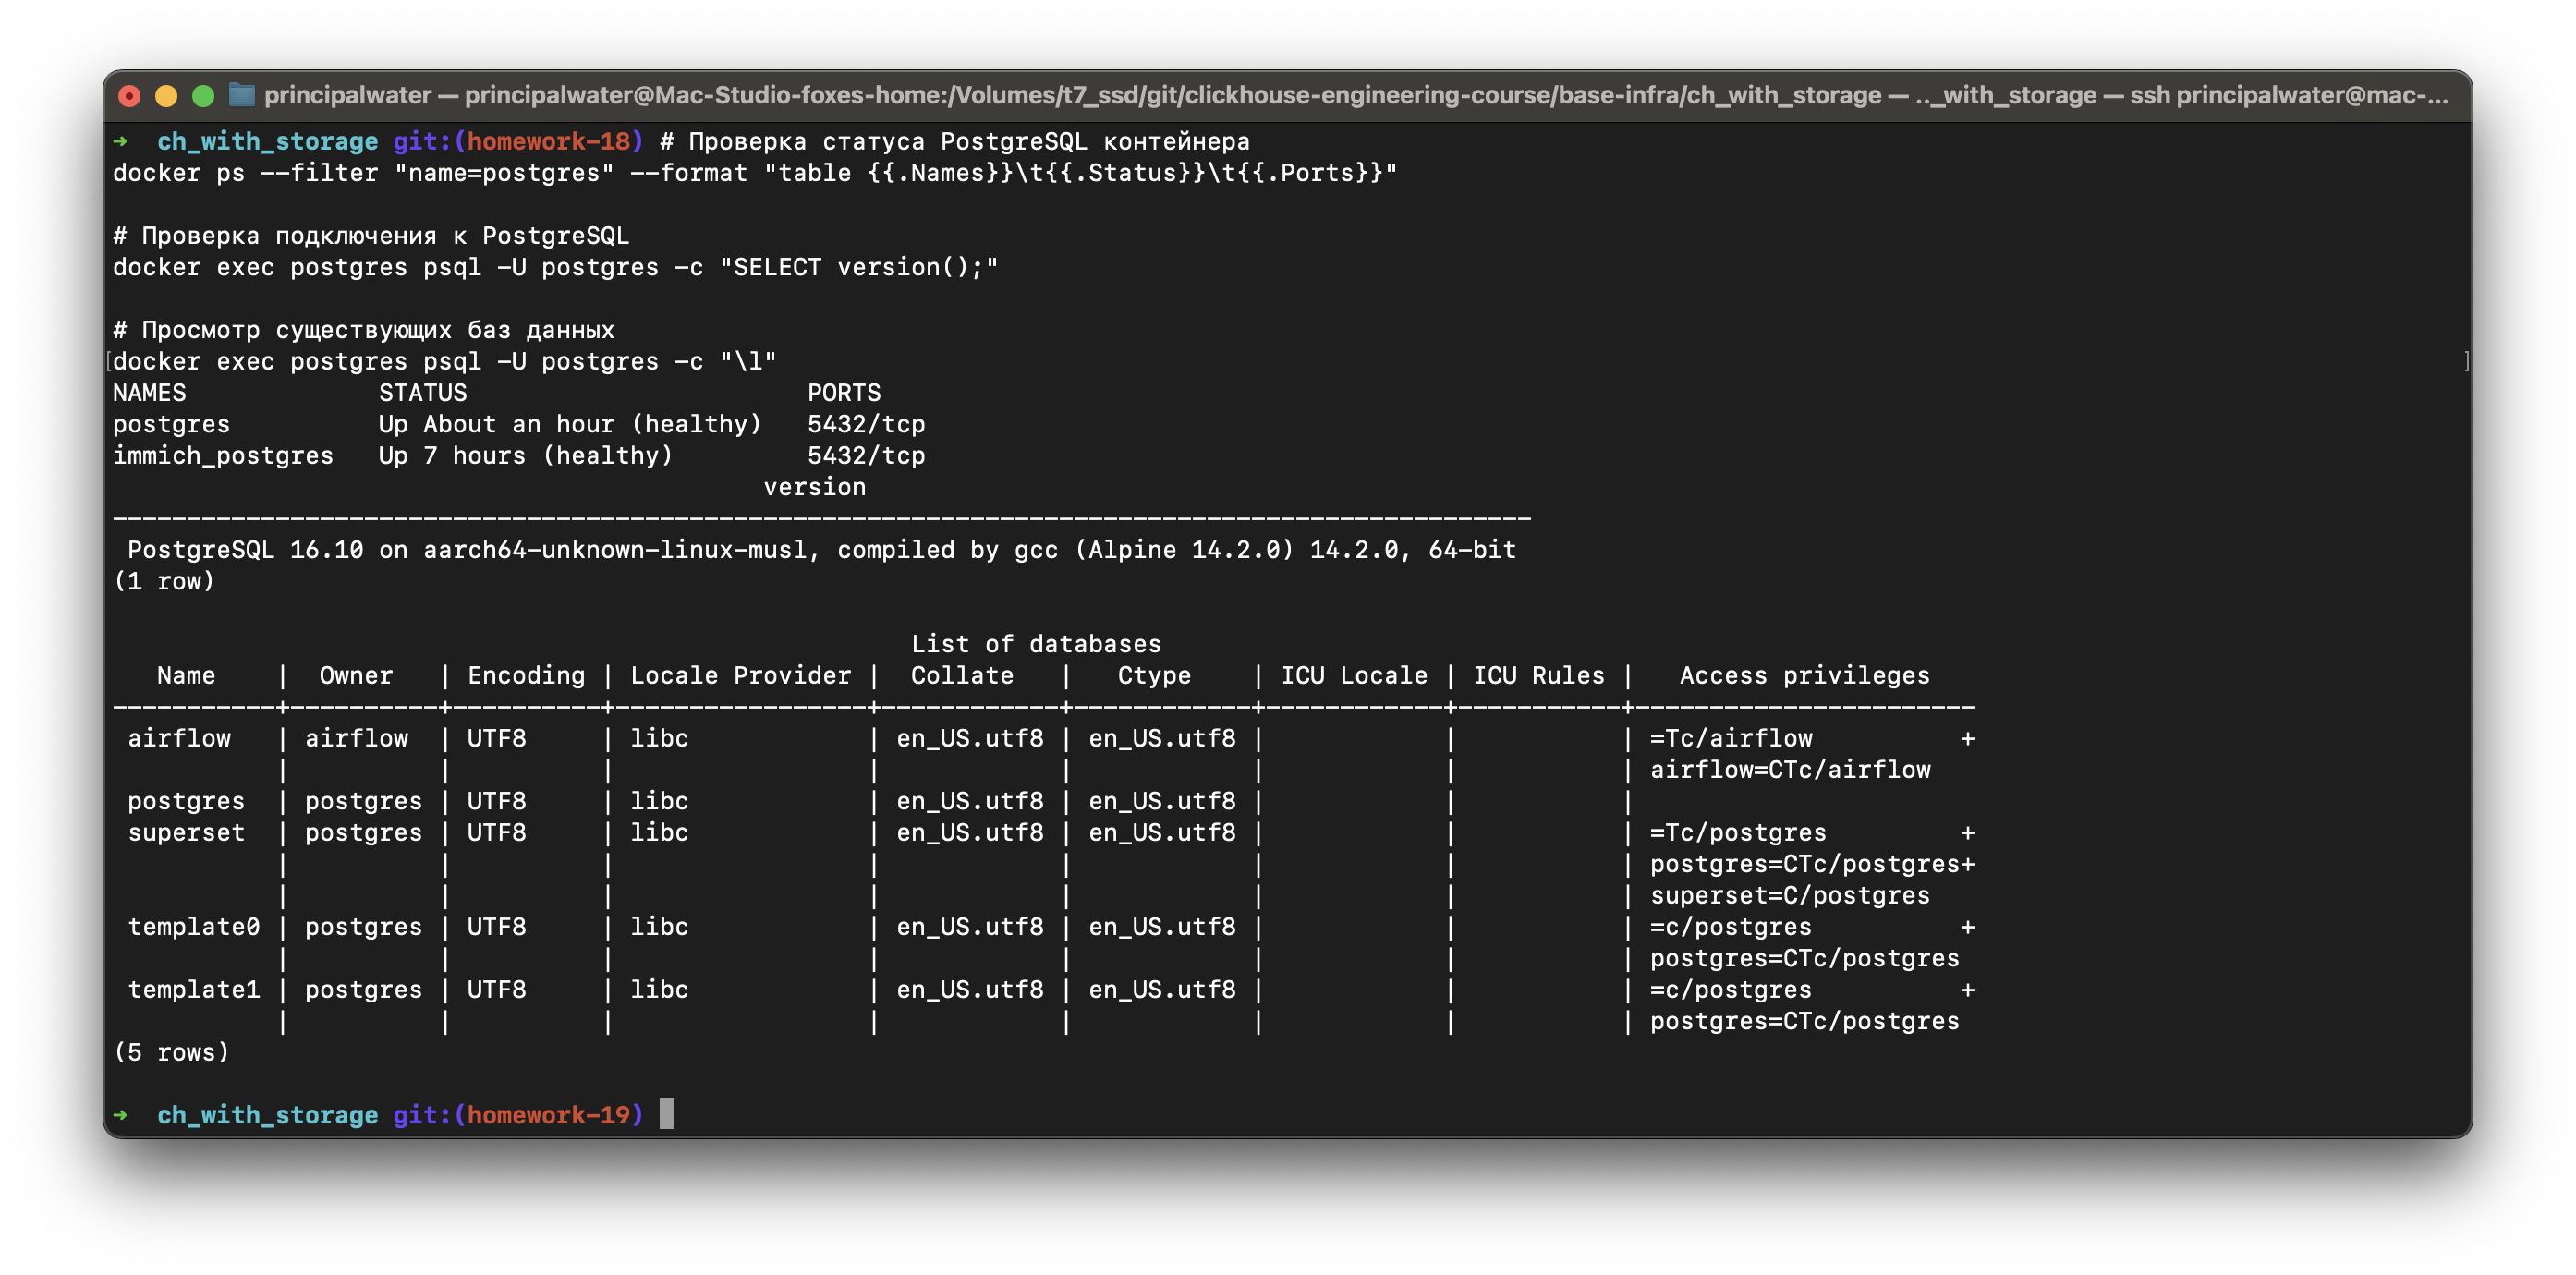 principalwater — principalwater@Mac-Studio-foxes-home:/Volumes/t7_ssd/git/clickhouse-engineering-course/base-infra/ch_with_storage — .._with_storage — ssh principalwater@mac-...
➜  ch_with_storage git:(homework-18) # Проверка статуса PostgreSQL контейнера
docker ps --filter "name=postgres" --format "table {{.Names}}\t{{.Status}}\t{{.Ports}}"

# Проверка подключения к PostgreSQL
docker exec postgres psql -U postgres -c "SELECT version();"

# Просмотр существующих баз данных
[docker exec postgres psql -U postgres -c "\l" ]
NAMES             STATUS                       PORTS
postgres          Up About an hour (healthy)   5432/tcp
immich_postgres   Up 7 hours (healthy)         5432/tcp
                                            version
------------------------------------------------------------------------------------------------
 PostgreSQL 16.10 on aarch64-unknown-linux-musl, compiled by gcc (Alpine 14.2.0) 14.2.0, 64-bit
(1 row)

                                                      List of databases
   Name    |  Owner   | Encoding | Locale Provider |  Collate   |   Ctype    | ICU Locale | ICU Rules |   Access privileges
-----------+----------+----------+-----------------+------------+------------+------------+-----------+-----------------------
 airflow   | airflow  | UTF8     | libc            | en_US.utf8 | en_US.utf8 |            |           | =Tc/airflow          +
           |          |          |                 |            |            |            |           | airflow=CTc/airflow
 postgres  | postgres | UTF8     | libc            | en_US.utf8 | en_US.utf8 |            |           |
 superset  | postgres | UTF8     | libc            | en_US.utf8 | en_US.utf8 |            |           | =Tc/postgres         +
           |          |          |                 |            |            |            |           | postgres=CTc/postgres+
           |          |          |                 |            |            |            |           | superset=C/postgres
 template0 | postgres | UTF8     | libc            | en_US.utf8 | en_US.utf8 |            |           | =c/postgres          +
           |          |          |                 |            |            |            |           | postgres=CTc/postgres
 template1 | postgres | UTF8     | libc            | en_US.utf8 | en_US.utf8 |            |           | =c/postgres          +
           |          |          |                 |            |            |            |           | postgres=CTc/postgres
(5 rows)

➜  ch_with_storage git:(homework-19)